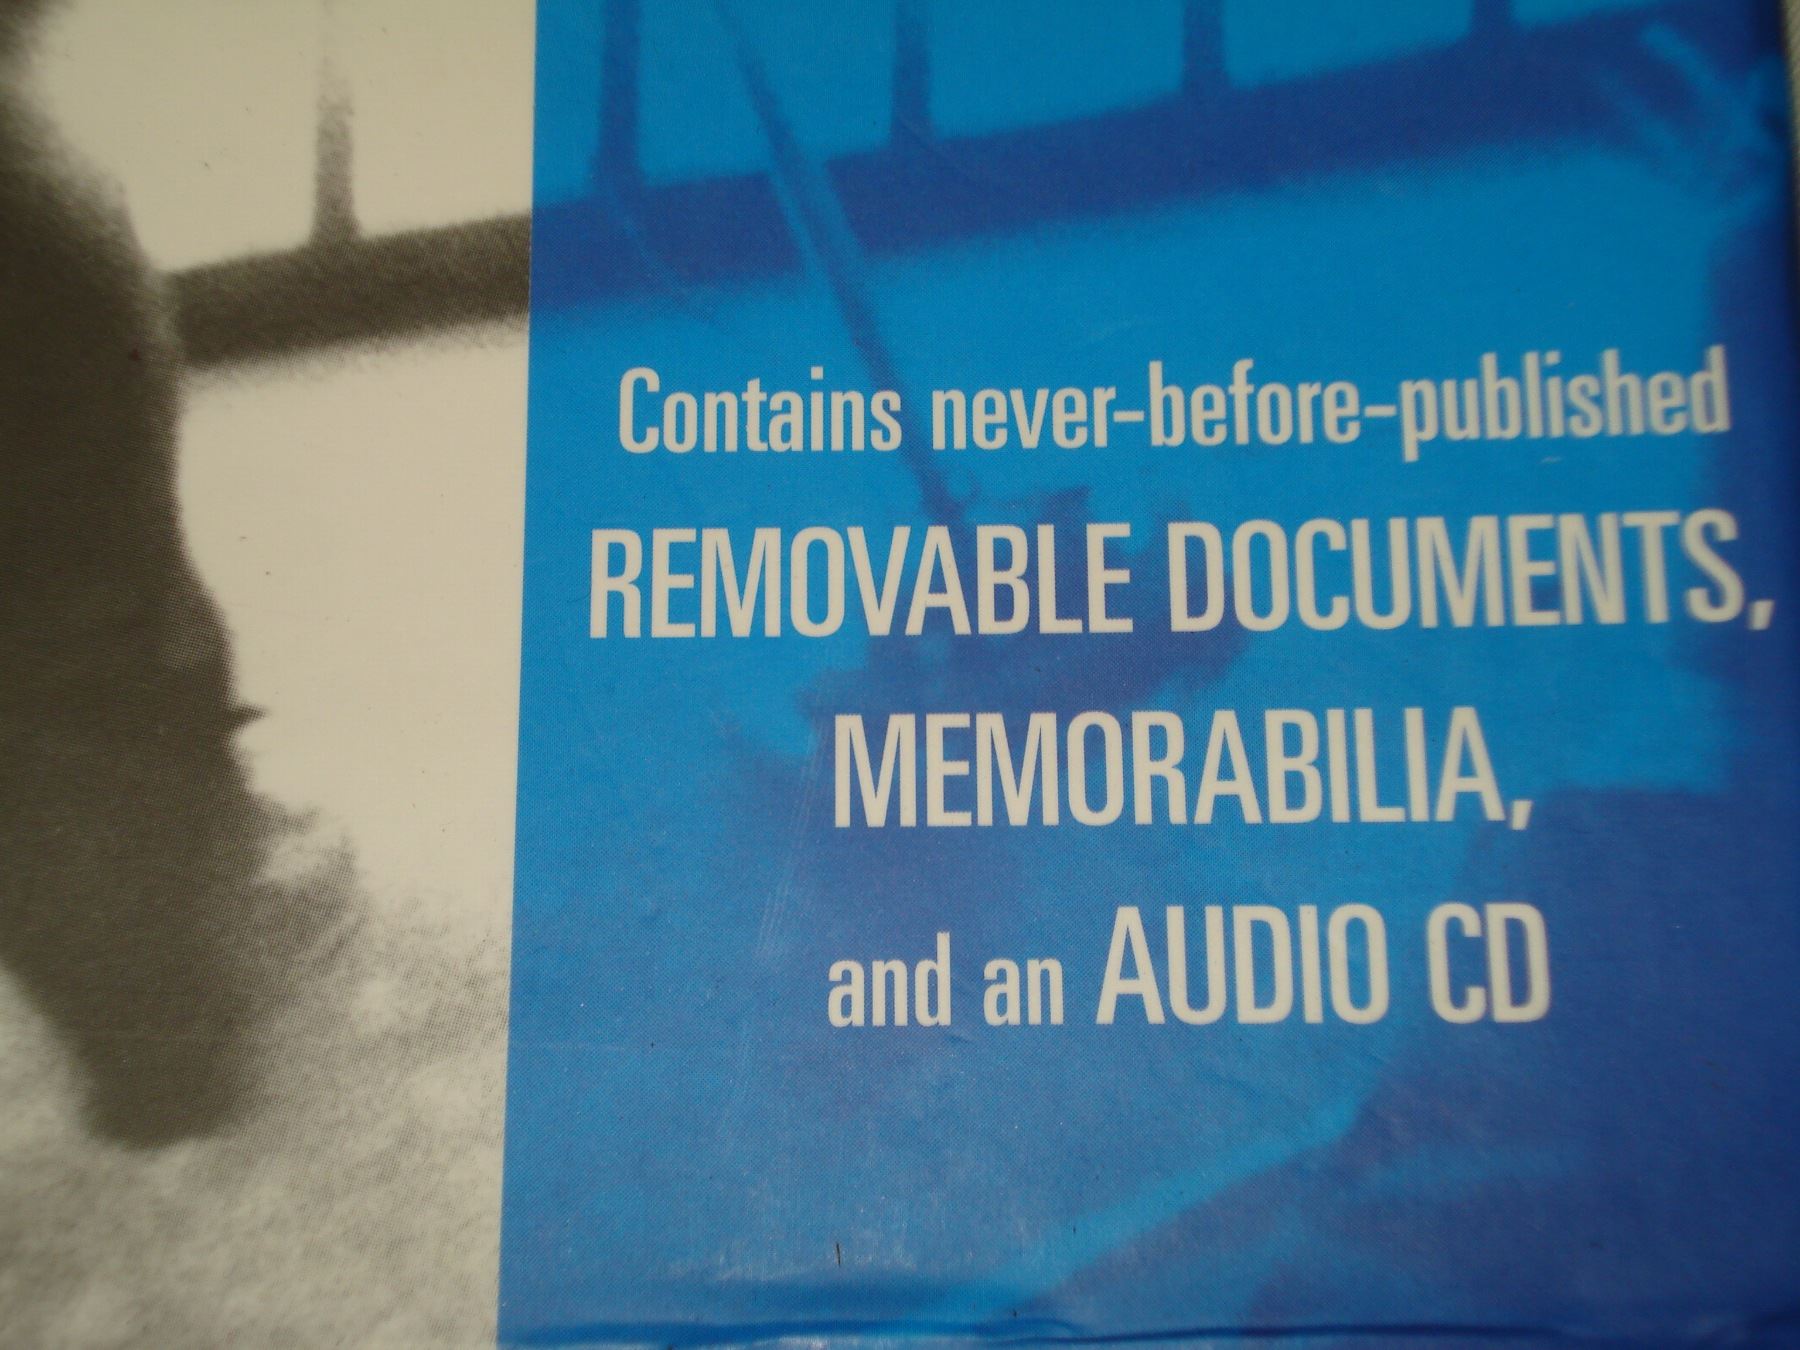 Contains never-before-published
REMOVABLE DOCUMENTS,
MEMORABILIA,
and an AUDIO CD